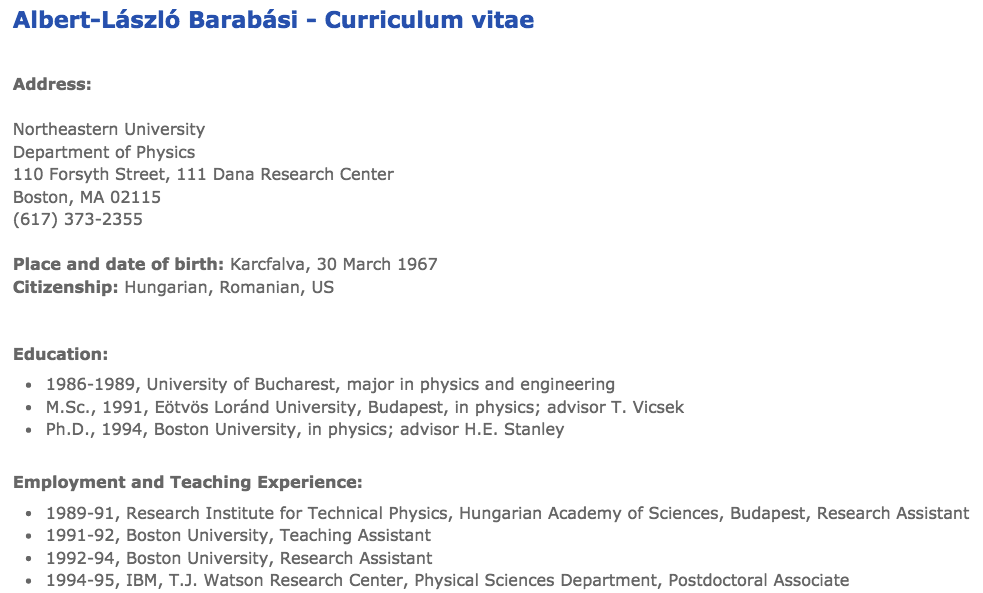 Albert-László Barabási - Curriculum vitae
Address:
Northeastern University
Department of Physics
110 Forsyth Street, 111 Dana Research Center
Boston, MA 02115
(617) 373-2355
Place and date of birth: Karcfalva, 30 March 1967
Citizenship: Hungarian, Romanian, US
Education:
• 1986-1989, University of Bucharest, major in physics and engineering
• M.Sc., 1991, Eötvös Loránd University, Budapest, in physics; advisor T. Vicsek
• Ph.D., 1994, Boston University, in physics; advisor H.E. Stanley
Employment and Teaching Experience:
• 1989-91, Research Institute for Technical Physics, Hungarian Academy of Sciences, Budapest, Research Assistant
• 1991-92, Boston University, Teaching Assistant
• 1992-94, Boston University, Research Assistant
• 1994-95, IBM, T.J. Watson Research Center, Physical Sciences Department, Postdoctoral Associate